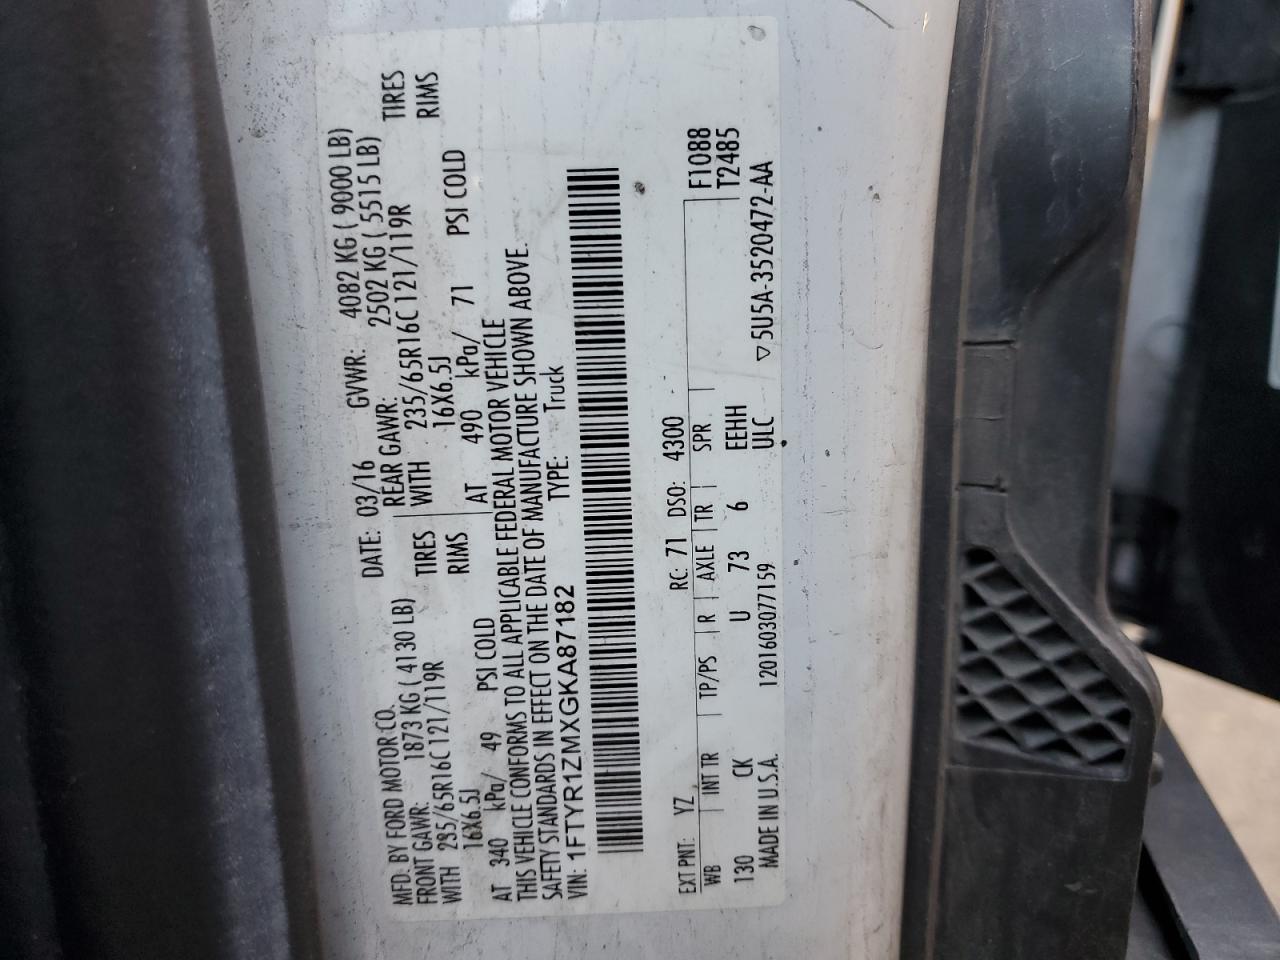 MFD. BY FORD MOTOR CO. DATE: 03/16 GVWR: 4082 KG ( 9000 LB)
FRONT GAWR: 1873 KG ( 4130 LB) REAR GAWR: 2502 KG ( 5515 LB)
WITH 235/65R16C 121/119R TIRES WITH 235/65R16C 121/119R TIRES
16X6.5J RIMS 16X6.5J RIMS
AT 340 kPa/ 49 PSI COLD AT 490 kPa/ 71 PSI COLD
THIS VEHICLE CONFORMS TO ALL APPLICABLE FEDERAL MOTOR VEHICLE
SAFETY STANDARDS IN EFFECT ON THE DATE OF MANUFACTURE SHOWN ABOVE.
VIN: 1FTYR1ZMXGKA87182 TYPE: Truck
EXT PNT: YZ RC: 71 DSO: 4300 F1088
WB INT TR TP/PS R AXLE TR SPR T2485
130 CK U 73 6 EEHH
MADE IN U.S.A. 1201603077159 ULC ▽5U5A-3520472-AA